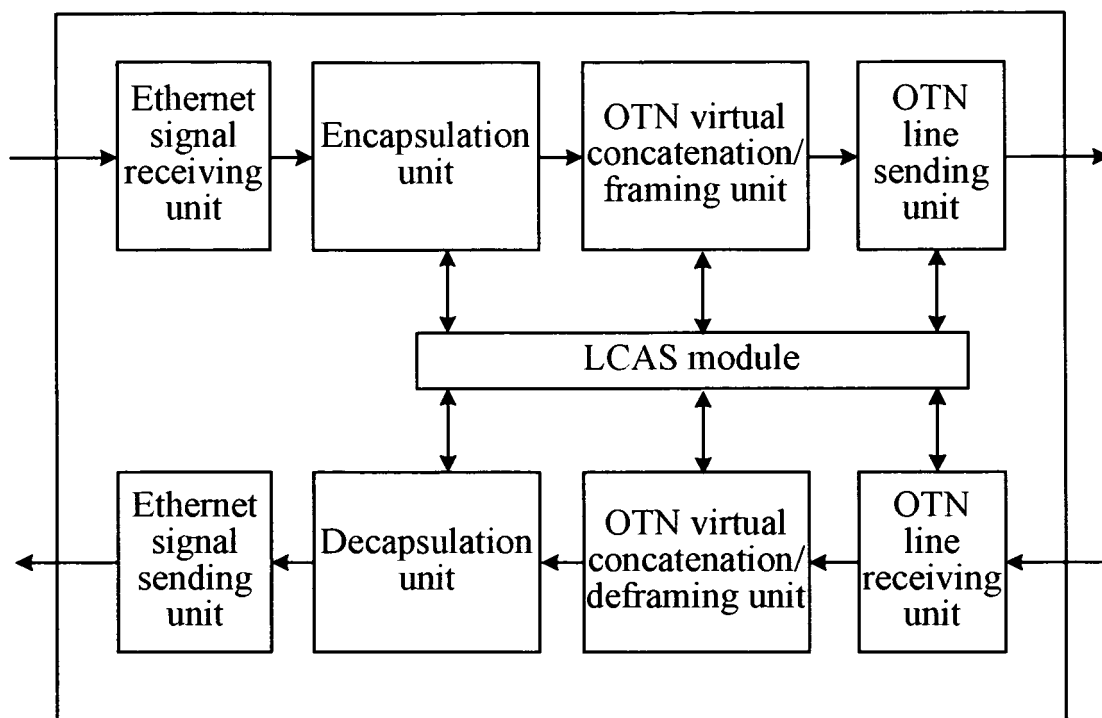 Ethernet
signal
receiving
unit
Encapsulation
unit
OTN virtual
concatenation/
framing unit
OTN
line
sending
unit
LCAS module
Ethernet
signal
sending
unit
Decapsulation
unit
OTN virtual
concatenation/
deframing unit
OTN
line
receiving
unit